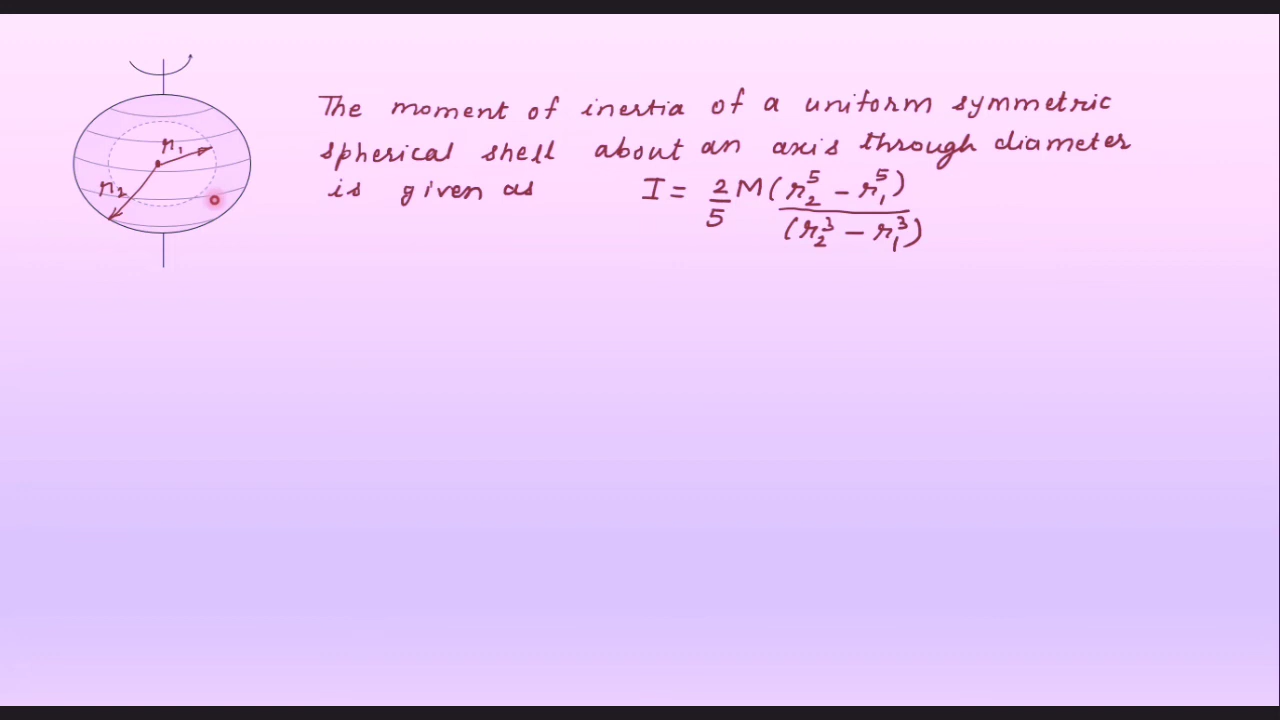 The moment of inertia of a uniform symmetric
spherical shell about an axis through diameter
is given as I = 2/5 M (r₂⁵ - r₁⁵) / (r₂³ - r₁³)
r₁
r₂